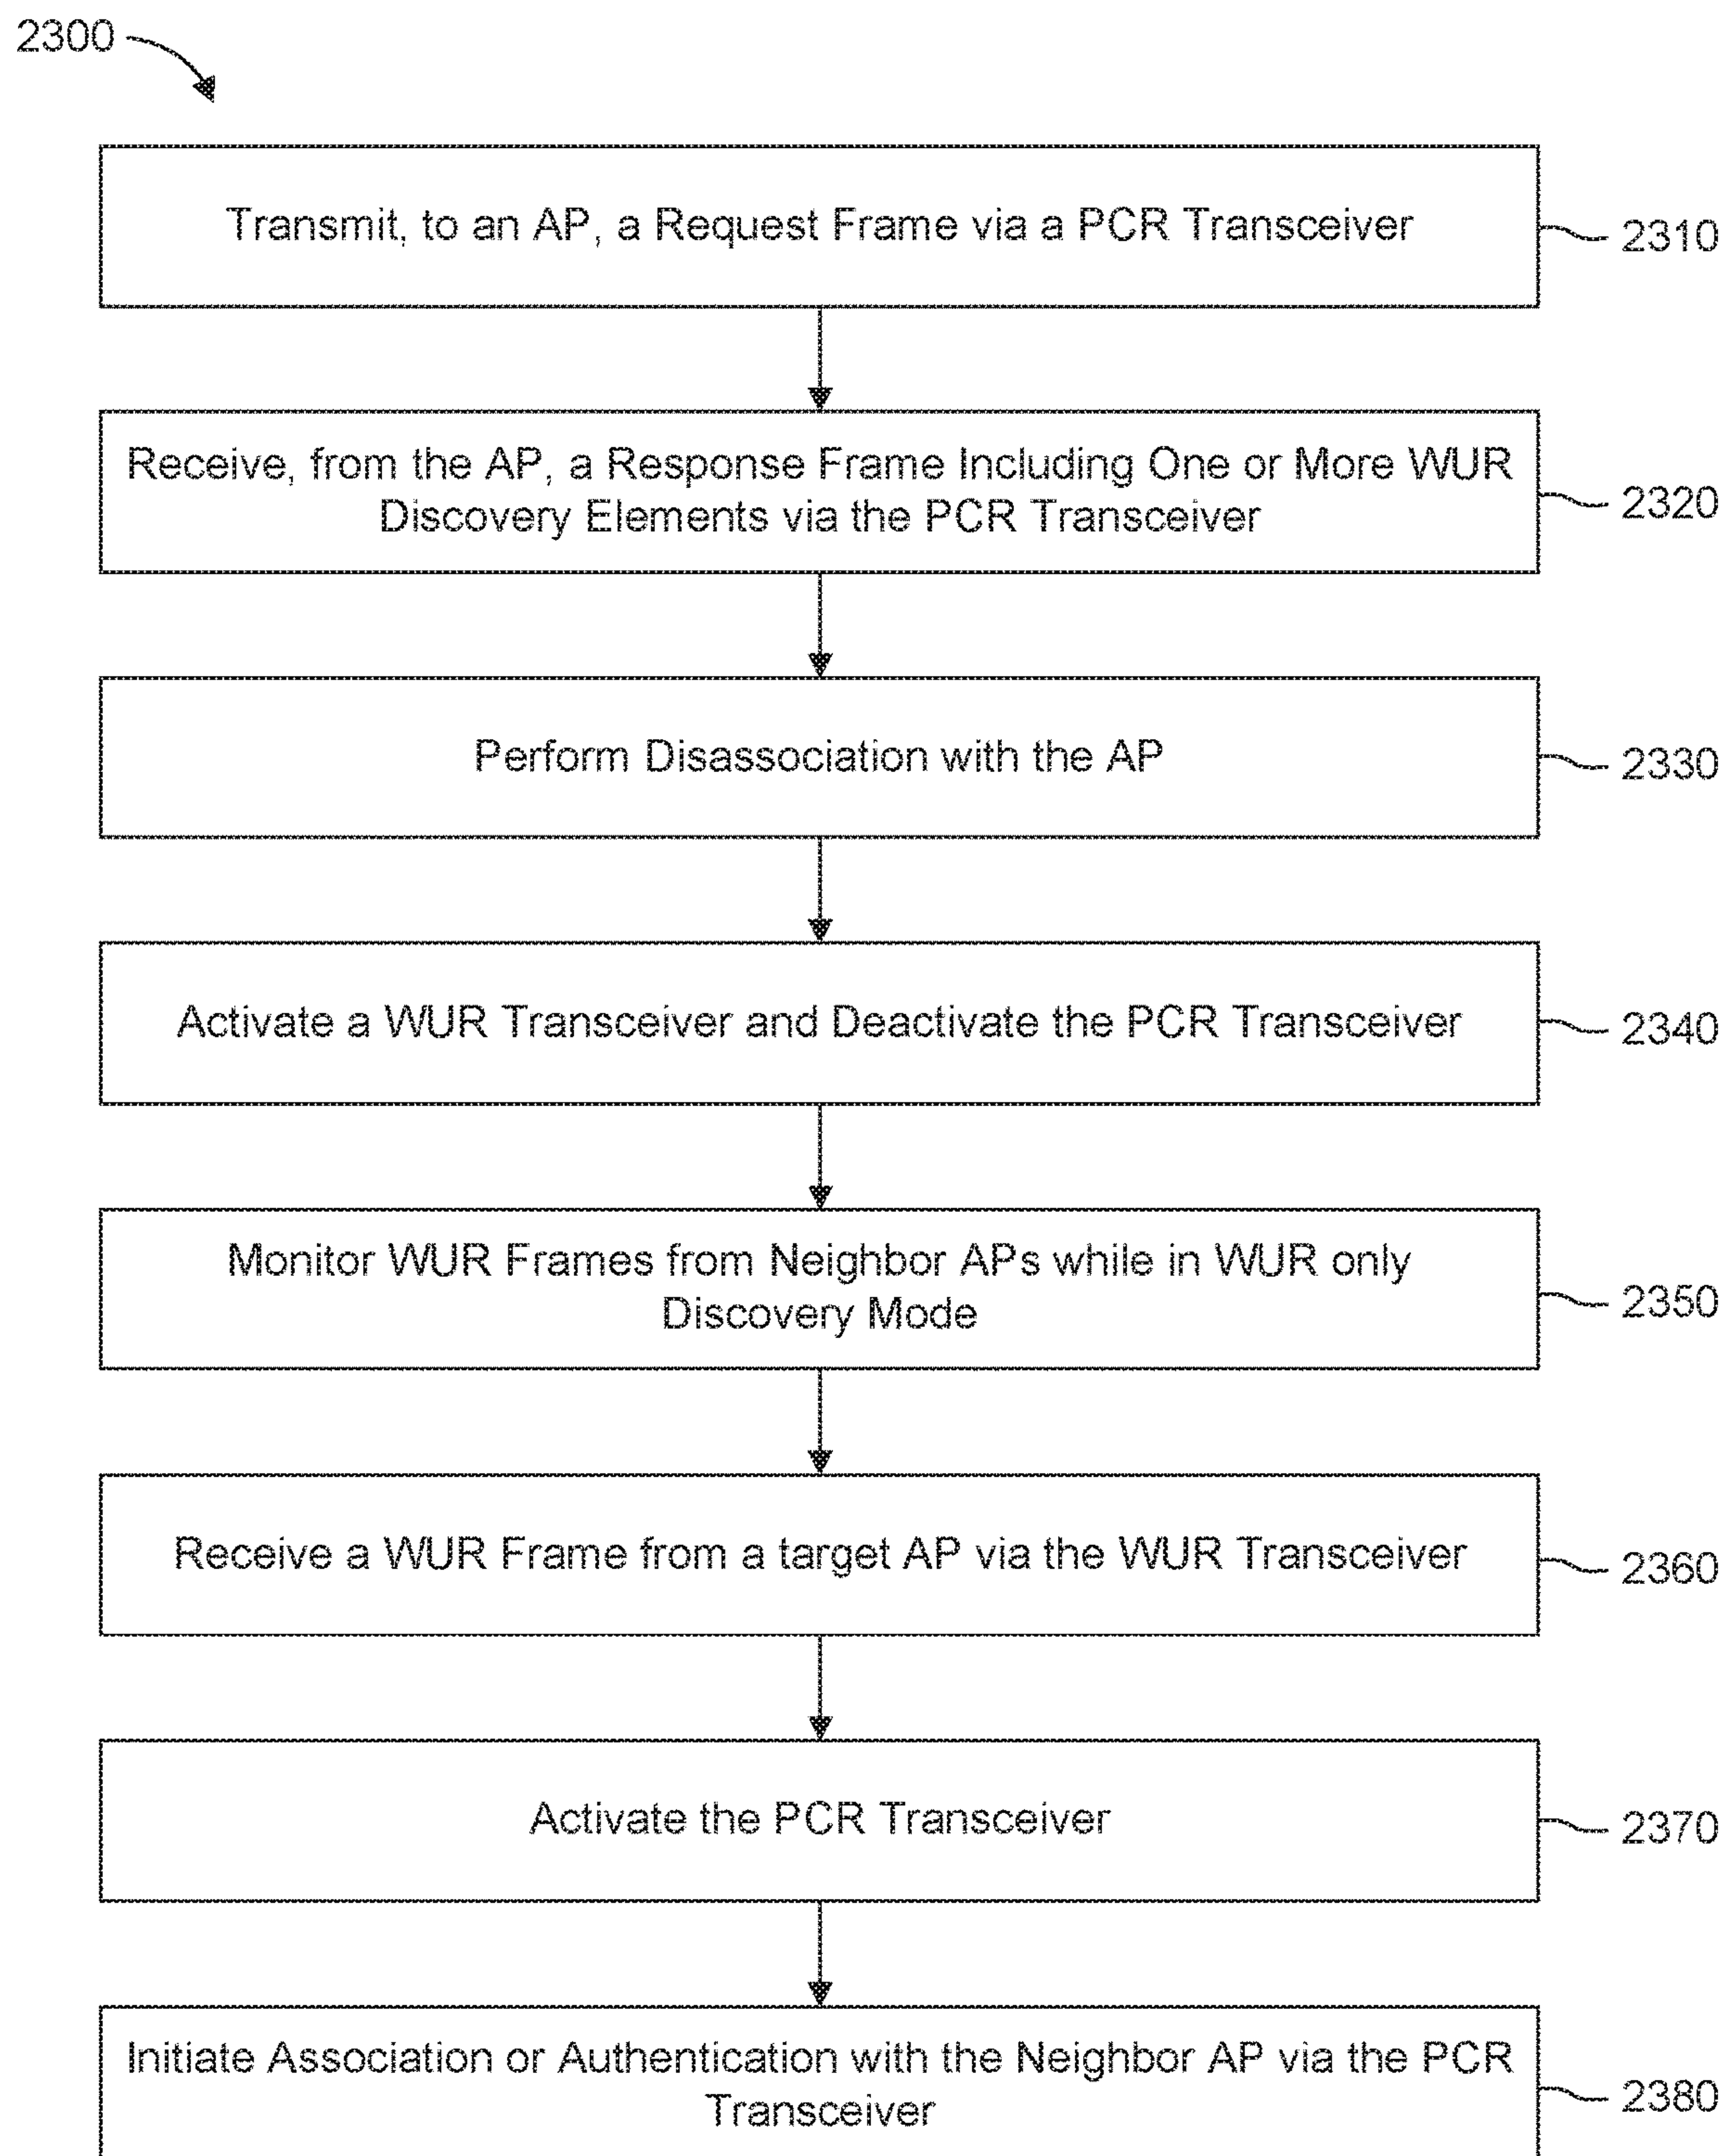 2300
Transmit, to an AP, a Request Frame via a PCR Transceiver
2310
Receive, from the AP, a Response Frame Including One or More WUR
Discovery Elements via the PCR Transceiver
2320
Perform Disassociation with the AP
2330
Activate a WUR Transceiver and Deactivate the PCR Transceiver
2340
Monitor WUR Frames from Neighbor APs while in WUR only
Discovery Mode
2350
Receive a WUR Frame from a target AP via the WUR Transceiver
2360
Activate the PCR Transceiver
2370
Initiate Association or Authentication with the Neighbor AP via the PCR
Transceiver
2380